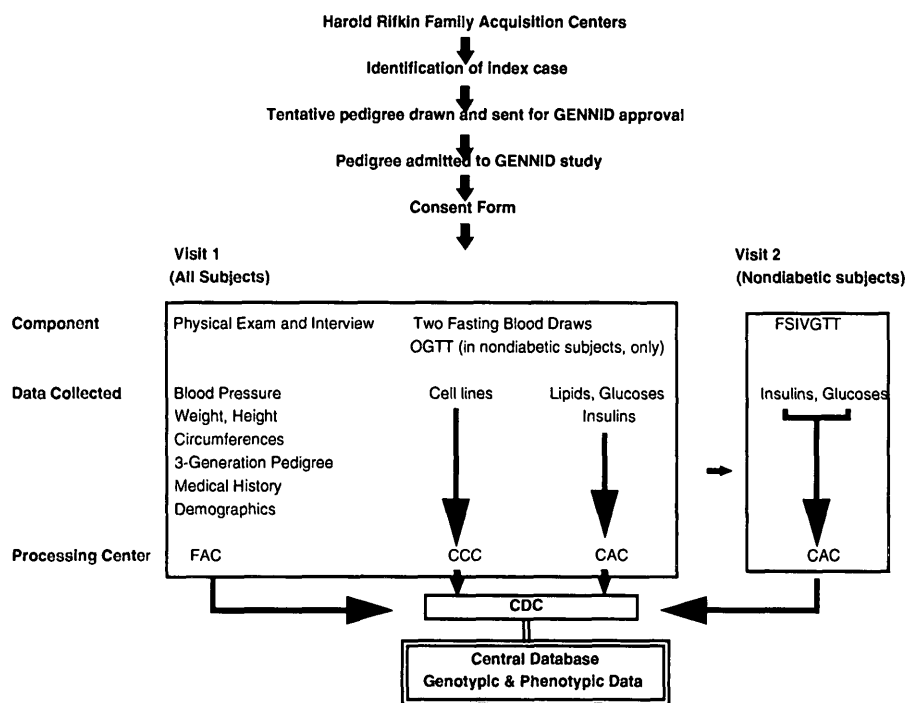 Harold Rifkin Family Acquisition Centers
Identification of index case
Tentative pedigree drawn and sent for GENNID approval
Pedigree admitted to GENNID study
Consent Form
Visit 1
(All Subjects)
Visit 2
(Nondiabetic subjects)
Component
Physical Exam and Interview
Two Fasting Blood Draws
OGTT (in nondiabetic subjects, only)
FSIVGTT
Data Collected
Blood Pressure
Weight, Height
Circumferences
3-Generation Pedigree
Medical History
Demographics
Cell lines
Lipids, Glucoses
Insulins
Insulins, Glucoses
Processing Center
FAC
CCC
CAC
CAC
CDC
Central Database
Genotypic & Phenotypic Data